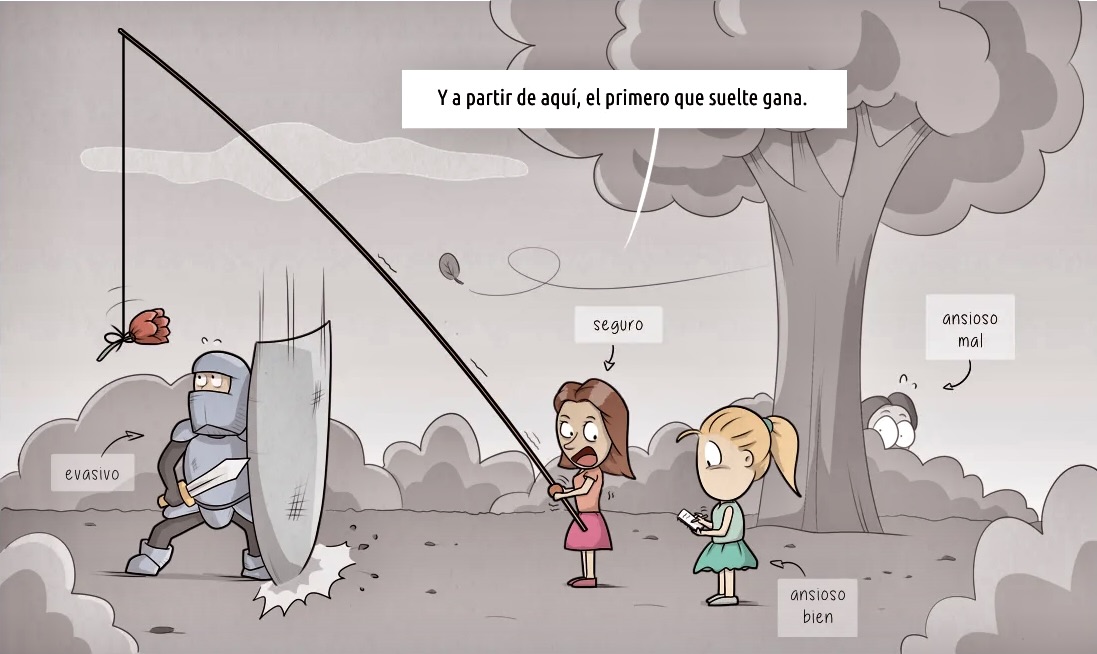 Y a partir de aquí, el primero que suelte gana.
seguro
ansioso
mal
evasivo
ansioso
bien